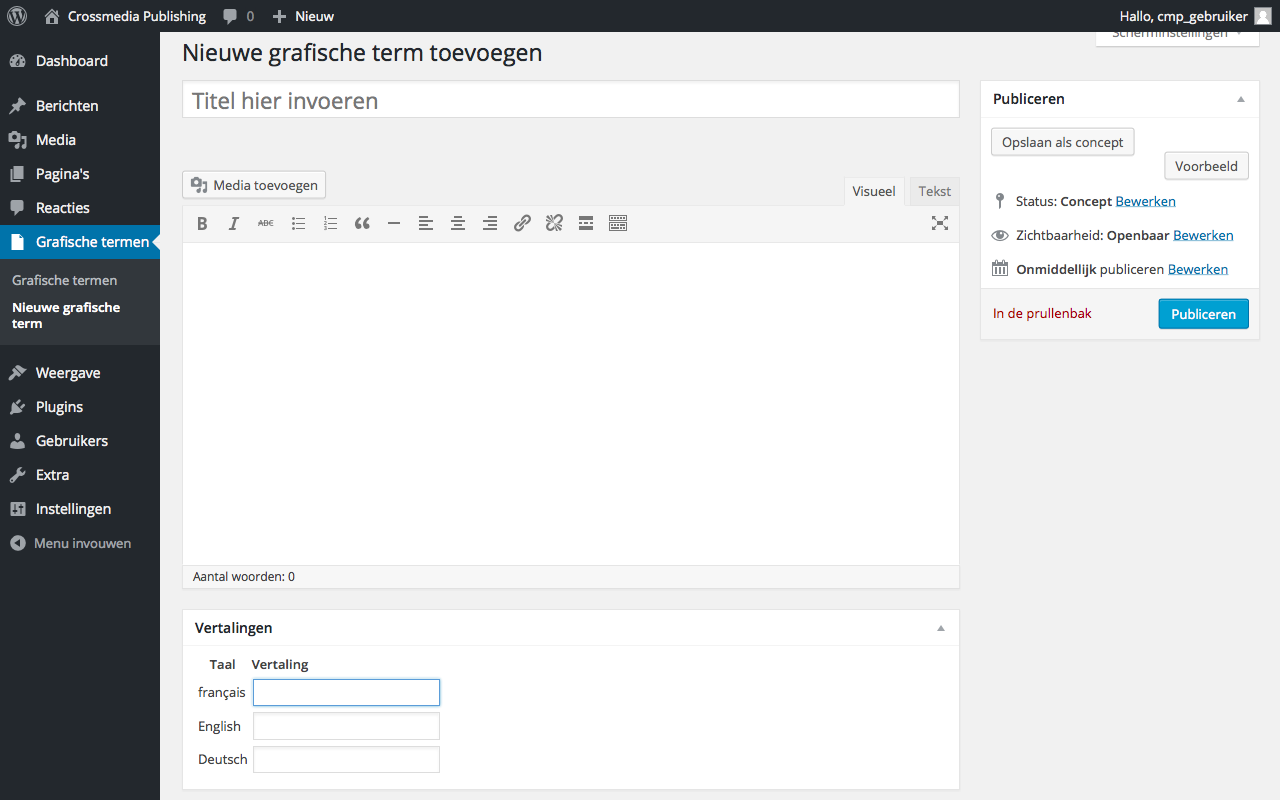 Crossmedia Publishing 0 Nieuw Hallo, cmp_gebruiker
Scherminstellingen
Dashboard
Berichten
Media
Pagina's
Reacties
Grafische termen
Grafische termen
Nieuwe grafische
term
Weergave
Plugins
Gebruikers
Extra
Instellingen
Menu invouwen
Nieuwe grafische term toevoegen
Titel hier invoeren
Media toevoegen
Visueel Tekst
B I ABC
Aantal woorden: 0
Vertalingen
Taal Vertaling
français
English
Deutsch
Publiceren
Opslaan als concept
Voorbeeld
Status: Concept Bewerken
Zichtbaarheid: Openbaar Bewerken
Onmiddellijk publiceren Bewerken
In de prullenbak Publiceren